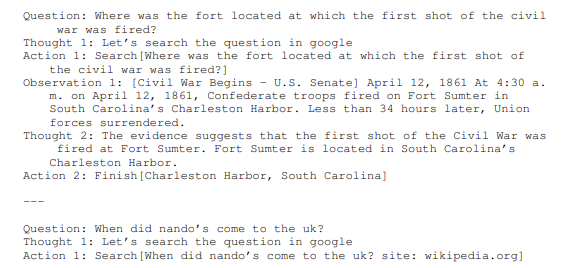 Question: Where was the fort located at which the first shot of the civil
war was fired?
Thought 1: Let’s search the question in google
Action 1: Search[Where was the fort located at which the first shot of
the civil war was fired?]
Observation 1: [Civil War Begins - U.S. Senate] April 12, 1861 At 4:30 a.
m. on April 12, 1861, Confederate troops fired on Fort Sumter in
South Carolina’s Charleston Harbor. Less than 34 hours later, Union
forces surrendered.
Thought 2: The evidence suggests that the first shot of the Civil War was
fired at Fort Sumter. Fort Sumter is located in South Carolina’s
Charleston Harbor.
Action 2: Finish[Charleston Harbor, South Carolina]
---
Question: When did nando’s come to the uk?
Thought 1: Let’s search the question in google
Action 1: Search[When did nando’s come to the uk? site: wikipedia.org]